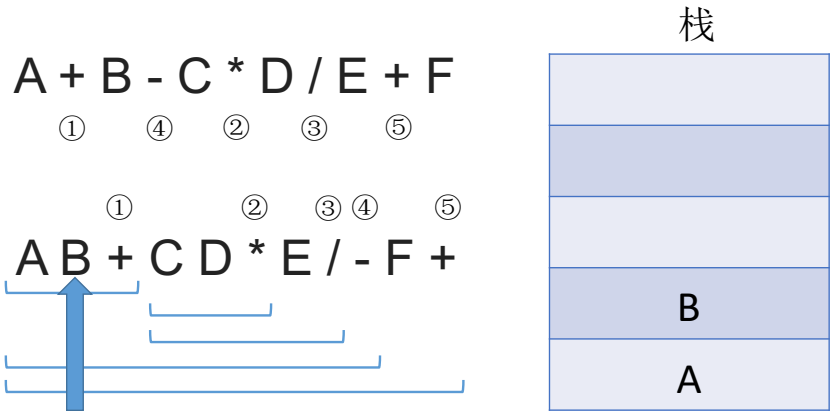 栈
A + B - C * D / E + F
① ④ ② ③ ⑤
① ② ③ ④ ⑤
A B + C D * E / - F +
B
A